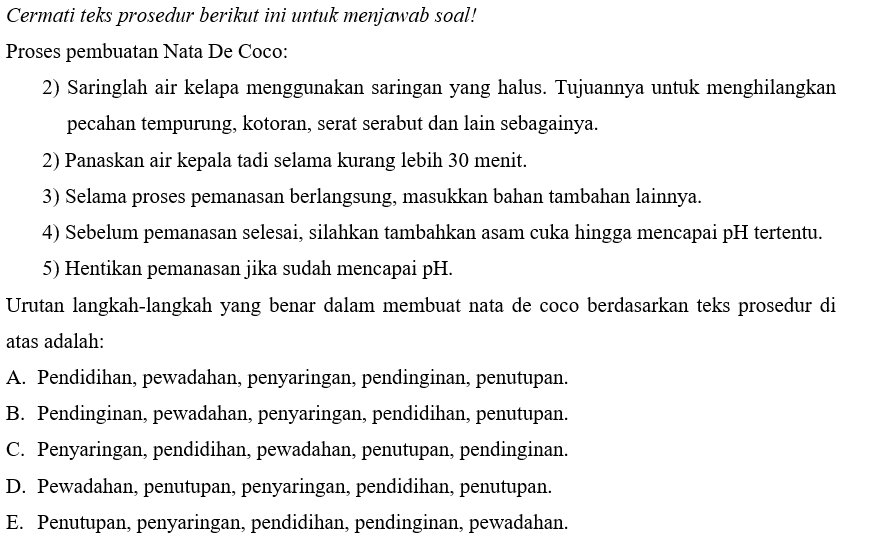 Cermati teks prosedur berikut ini untuk menjawab soal!
Proses pembuatan Nata De Coco:
2) Saringlah air kelapa menggunakan saringan yang halus. Tujuannya untuk menghilangkan
pecahan tempurung, kotoran, serat serabut dan lain sebagainya.
2) Panaskan air kepala tadi selama kurang lebih 30 menit.
3) Selama proses pemanasan berlangsung, masukkan bahan tambahan lainnya.
4) Sebelum pemanasan selesai, silahkan tambahkan asam cuka hingga mencapai pH tertentu.
5) Hentikan pemanasan jika sudah mencapai pH.
Urutan langkah-langkah yang benar dalam membuat nata de coco berdasarkan teks prosedur di
atas adalah:
A. Pendidihan, pewadahan, penyaringan, pendinginan, penutupan.
B. Pendinginan, pewadahan, penyaringan, pendidihan, penutupan.
C. Penyaringan, pendidihan, pewadahan, penutupan, pendinginan.
D. Pewadahan, penutupan, penyaringan, pendidihan, penutupan.
E. Penutupan, penyaringan, pendidihan, pendinginan, pewadahan.